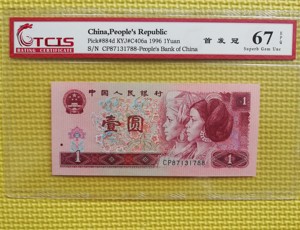 TCIS
RATING CERTIFICATE
China,People's Republic
Pick#884d KYJ#C406a 1996 1Yuan
S/N CP87131788-People's Bank of China
首发冠
67 EPQ
Superb Gem Unc
中国人民银行
1
壹圆
1
CP87131788